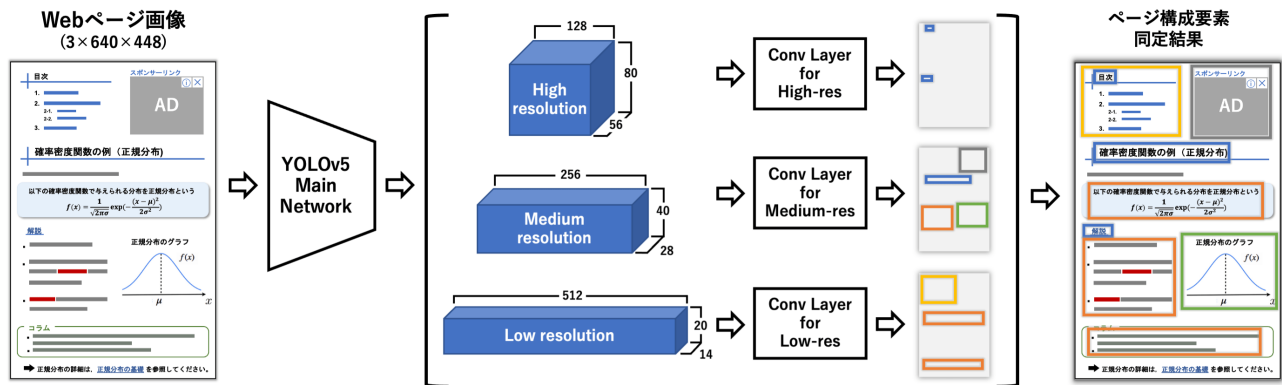 Webページ画像
(3×640×448)
目次
1.
2.
2-1.
2-2.
3.
スポンサーリンク
AD
確率密度関数の例（正規分布)
以下の確率密度関数で与えられる分布を正規分布という
f(x) = 1/√2πσ exp(-(x − μ)²/2σ²)
解説
正規分布のグラフ
f(x)
μ
x
コラム
➡ 正規分布の詳細は、正規分布の基礎 を参照してください。
YOLOv5
Main
Network
128
80
56
High
resolution
Conv Layer
for
High-res
256
40
28
Medium
resolution
Conv Layer
for
Medium-res
512
20
14
Low resolution
Conv Layer
for
Low-res
ページ構成要素
同定結果
目次
1.
2.
2-1.
2-2.
3.
スポンサーリンク
AD
確率密度関数の例（正規分布)
以下の確率密度関数で与えられる分布を正規分布という
f(x) = 1/√2πσ exp(-(x − μ)²/2σ²)
解説
正規分布のグラフ
f(x)
μ
x
コラム
➡ 正規分布の詳細は、正規分布の基礎 を参照してください。